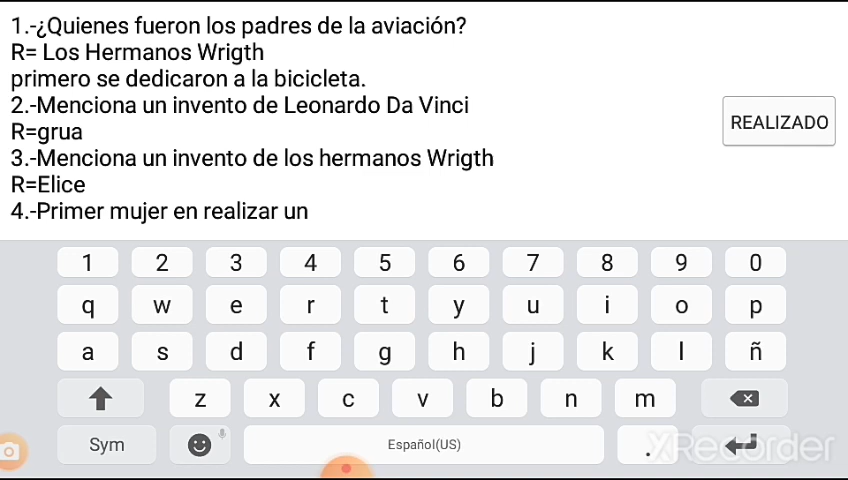 1.-¿Quienes fueron los padres de la aviación?
R= Los Hermanos Wrigth
primero se dedicaron a la bicicleta.
2.-Menciona un invento de Leonardo Da Vinci
R=grua
REALIZADO
3.-Menciona un invento de los hermanos Wrigth
R=Elice
4.-Primer mujer en realizar un
1 2 3 4 5 6 7 8 9 0
q w e r t y u i o p
a s d f g h j k l ñ
z x c v b n m
Sym Español(US) .
XRecorder